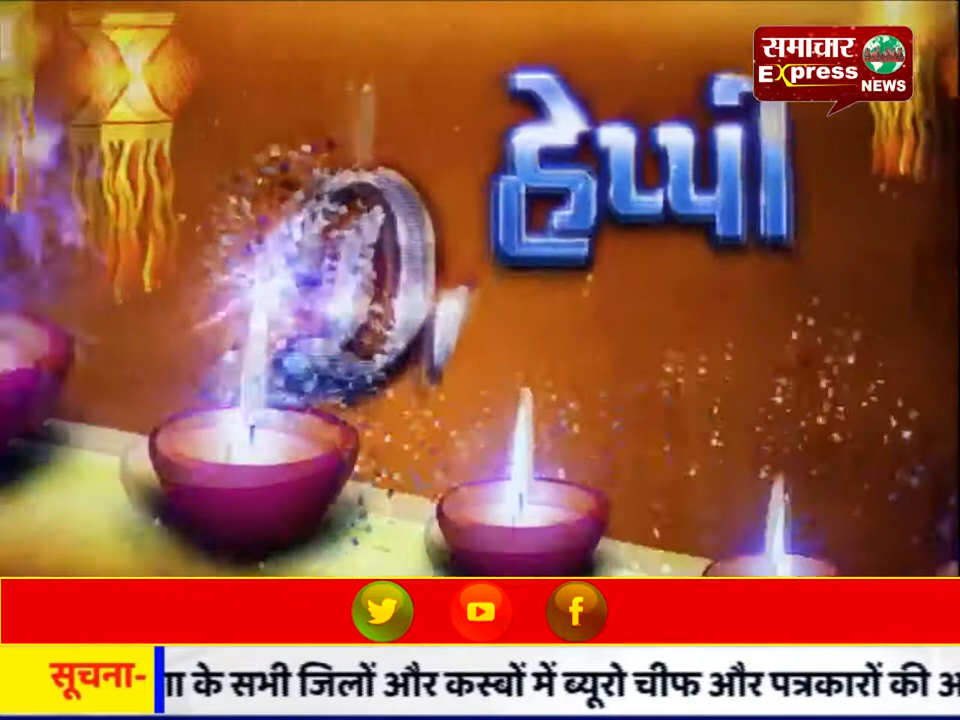 समाचार
Express
NEWS
हैप्पी
सूचना-
के सभी जिलों और कस्बों में ब्यूरो चीफ और पत्रकारों की